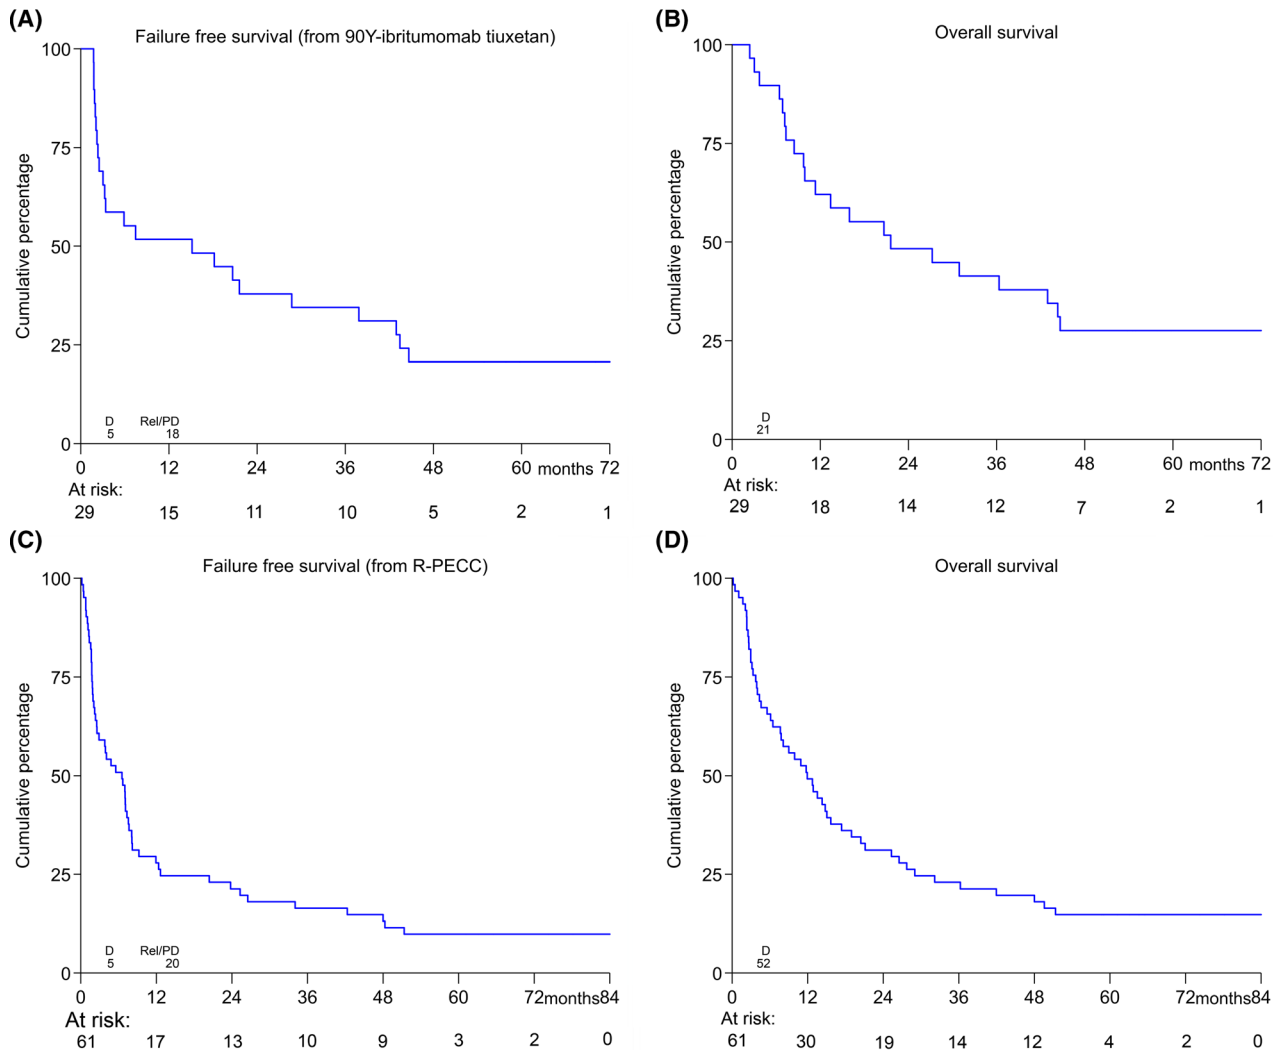 (A)
Failure free survival (from 90Y-ibritumomab tiuxetan)
Cumulative percentage
100
75
50
25
0
D Rel/PD
5 18
0 12 24 36 48 60 months 72
At risk:
29 15 11 10 5 2 1
(B)
Overall survival
Cumulative percentage
100
75
50
25
0
D
21
0 12 24 36 48 60 months 72
At risk:
29 18 14 12 7 2 1
(C)
Failure free survival (from R-PECC)
Cumulative percentage
100
75
50
25
0
D Rel/PD
5 20
0 12 24 36 48 60 72months84
At risk:
61 17 13 10 9 3 2 0
(D)
Overall survival
Cumulative percentage
100
75
50
25
0
D
52
0 12 24 36 48 60 72months84
At risk:
61 30 19 14 12 4 2 0